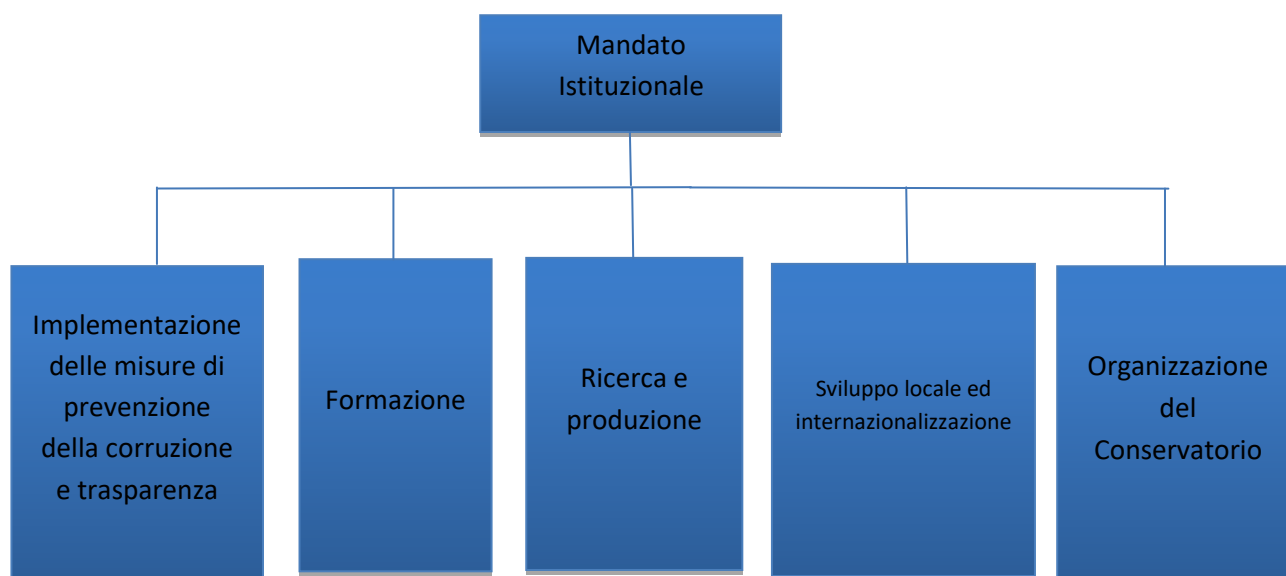 Mandato
Istituzionale
Implementazione
delle misure di
prevenzione
della corruzione
e trasparenza
Formazione
Ricerca e
produzione
Sviluppo locale ed
internazionalizzazione
Organizzazione
del
Conservatorio